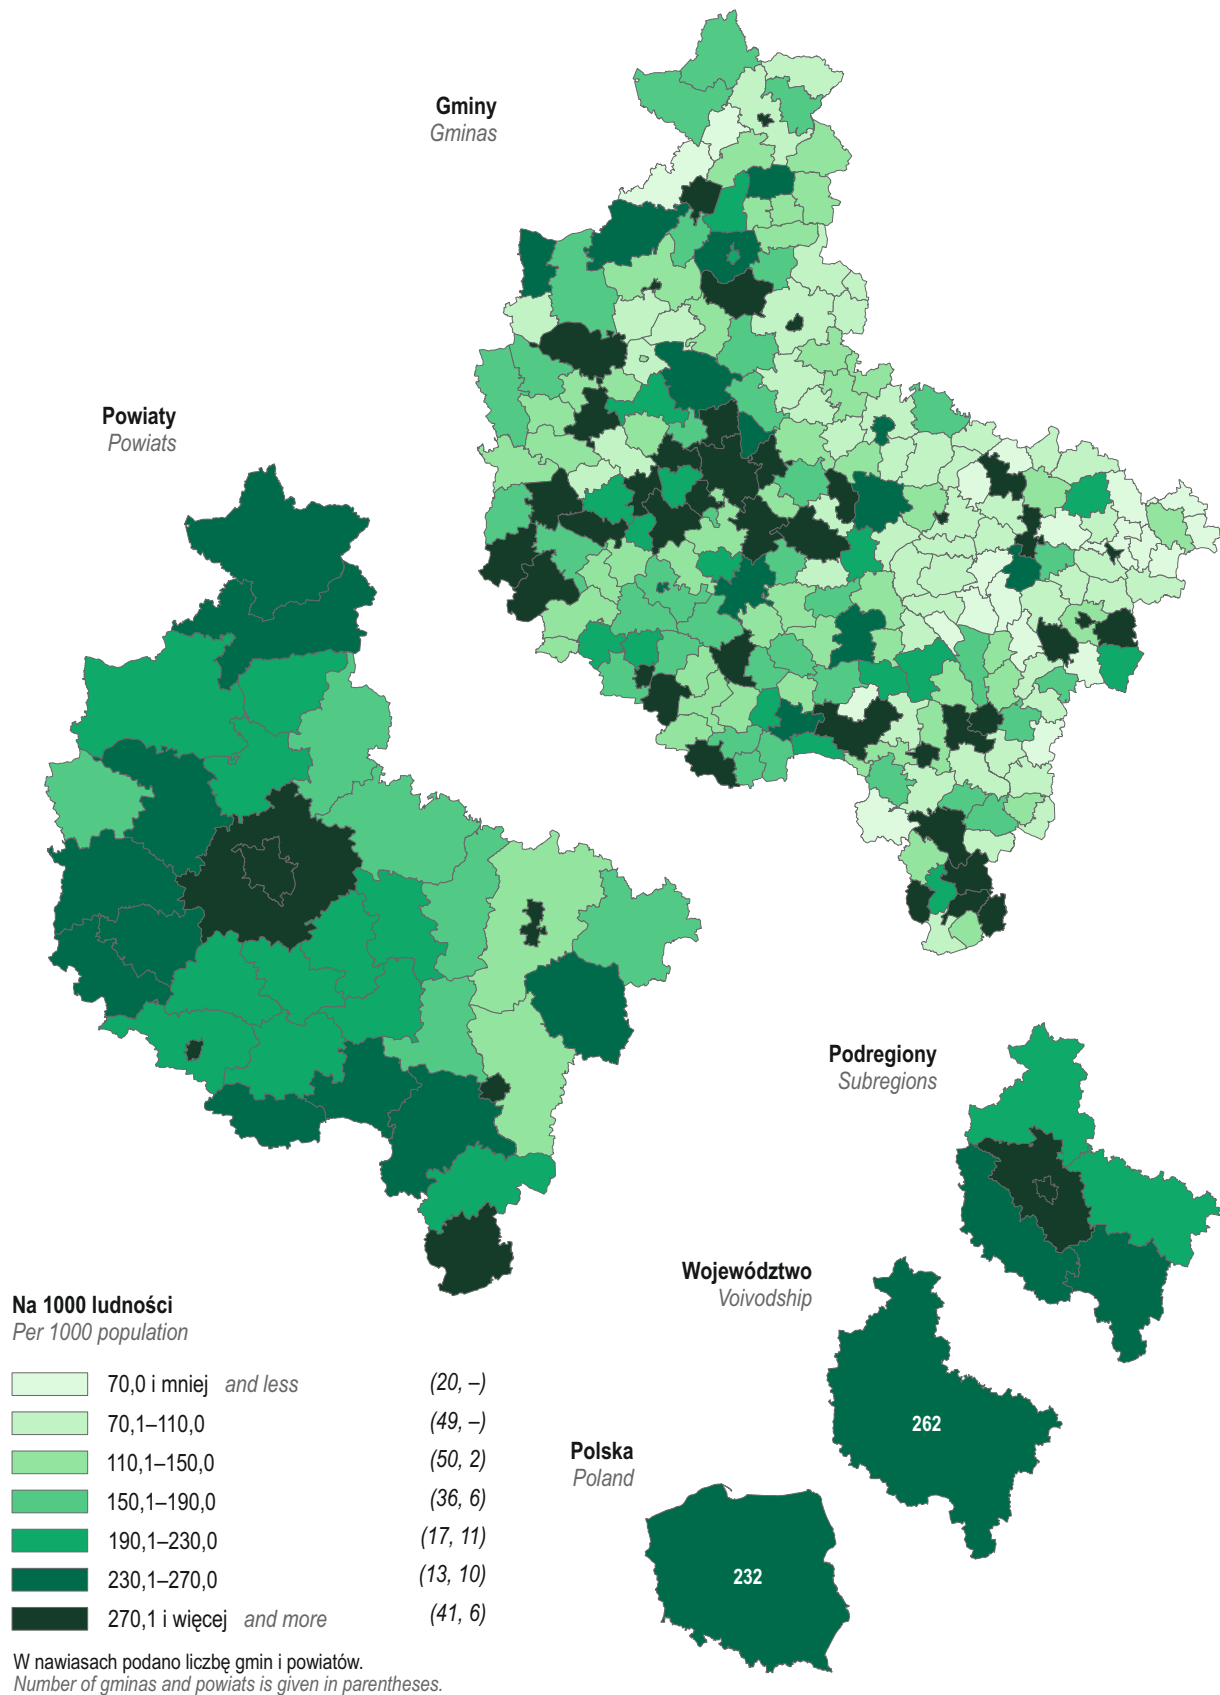 Gminy
Gminas
Powiaty
Powiats
Podregiony
Subregions
Województwo
Voivodship
262
Polska
Poland
232
Na 1000 ludności
Per 1000 population
70,0 i mniej and less (20, –)
70,1–110,0 (49, –)
110,1–150,0 (50, 2)
150,1–190,0 (36, 6)
190,1–230,0 (17, 11)
230,1–270,0 (13, 10)
270,1 i więcej and more (41, 6)
W nawiasach podano liczbę gmin i powiatów.
Number of gminas and powiats is given in parentheses.